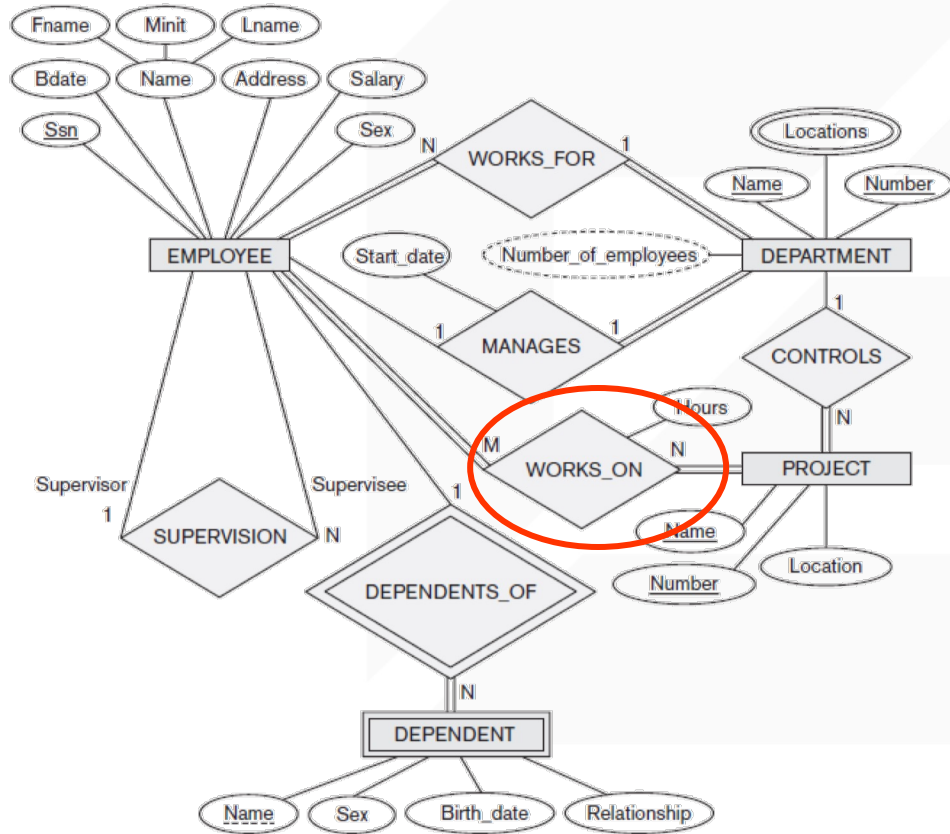 Fname
Minit
Lname
Bdate
Name
Address
Salary
Ssn
Sex
N
WORKS_FOR
1
Locations
Name
Number
EMPLOYEE
Start_date
Number_of_employees
DEPARTMENT
1
MANAGES
1
1
CONTROLS
N
Hours
M
WORKS_ON
N
PROJECT
Supervisor
1
SUPERVISION
Supervisee
N
1
Name
Number
Location
DEPENDENTS_OF
N
DEPENDENT
Name
Sex
Birth_date
Relationship